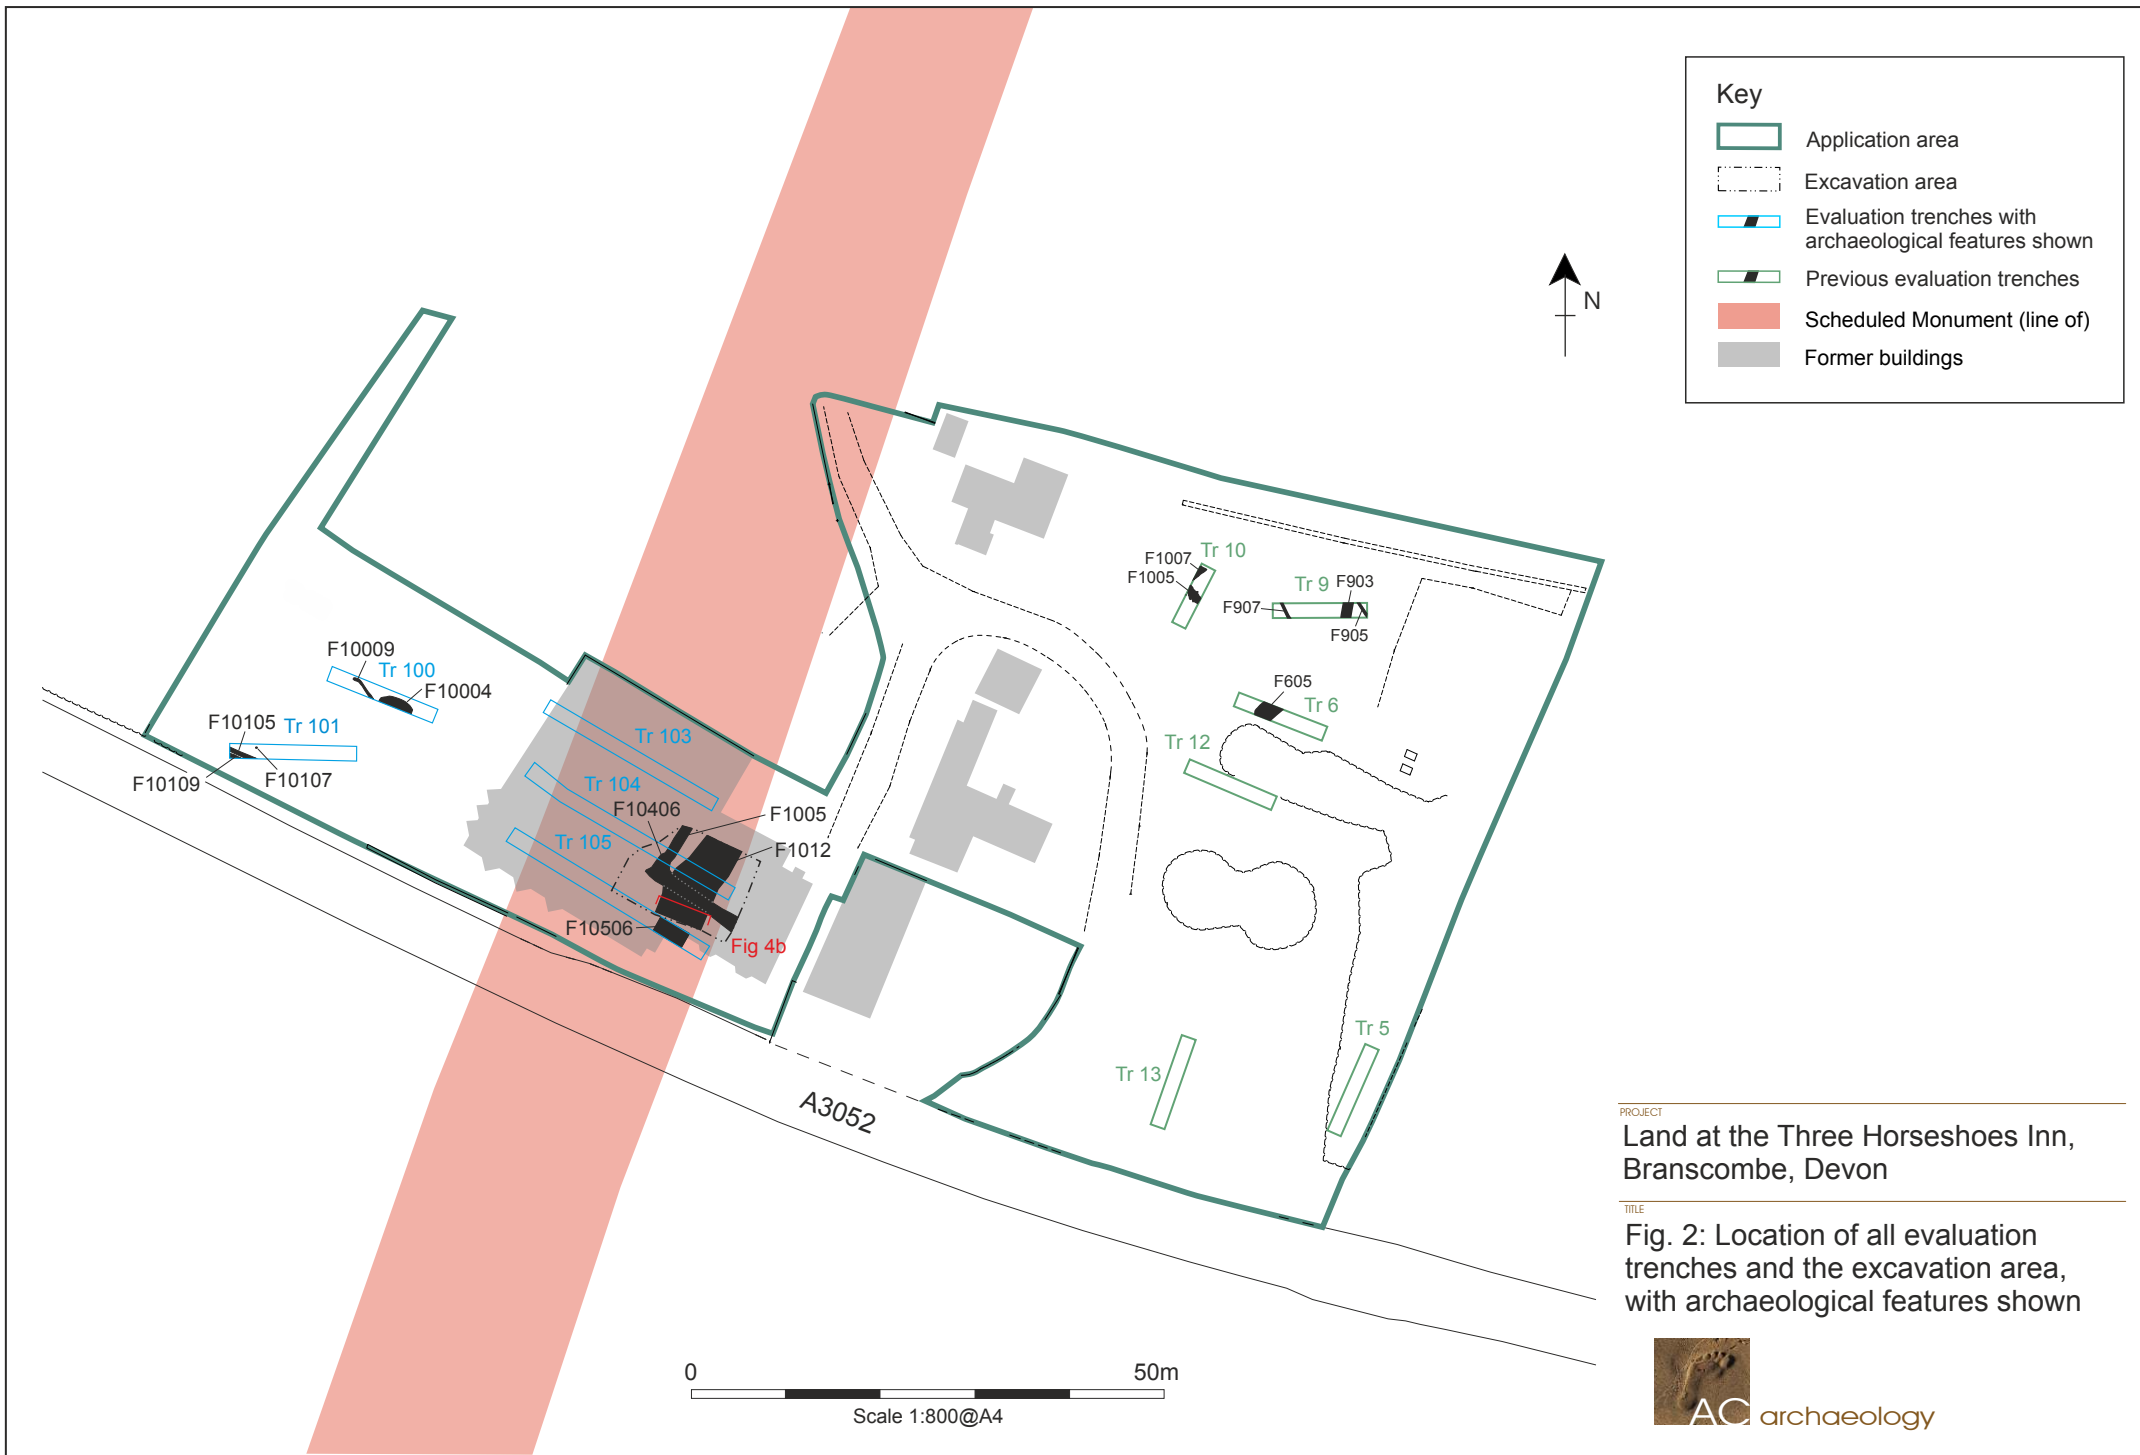 Key
Application area
Excavation area
Evaluation trenches with
archaeological features shown
Previous evaluation trenches
Scheduled Monument (line of)
Former buildings
N
F1007
Tr 10
F1005
Tr 9
F903
F907
F905
F10009
Tr 100
F10004
F605
Tr 6
F10105
Tr 101
F10109
F10107
Tr 103
Tr 12
Tr 104
F10406
F1005
Tr 105
F1012
F10506
Fig 4b
Tr 5
Tr 13
A3052
PROJECT
Land at the Three Horseshoes Inn,
Branscombe, Devon
TITLE
Fig. 2: Location of all evaluation
trenches and the excavation area,
with archaeological features shown
0
50m
Scale 1:800@A4
AC archaeology